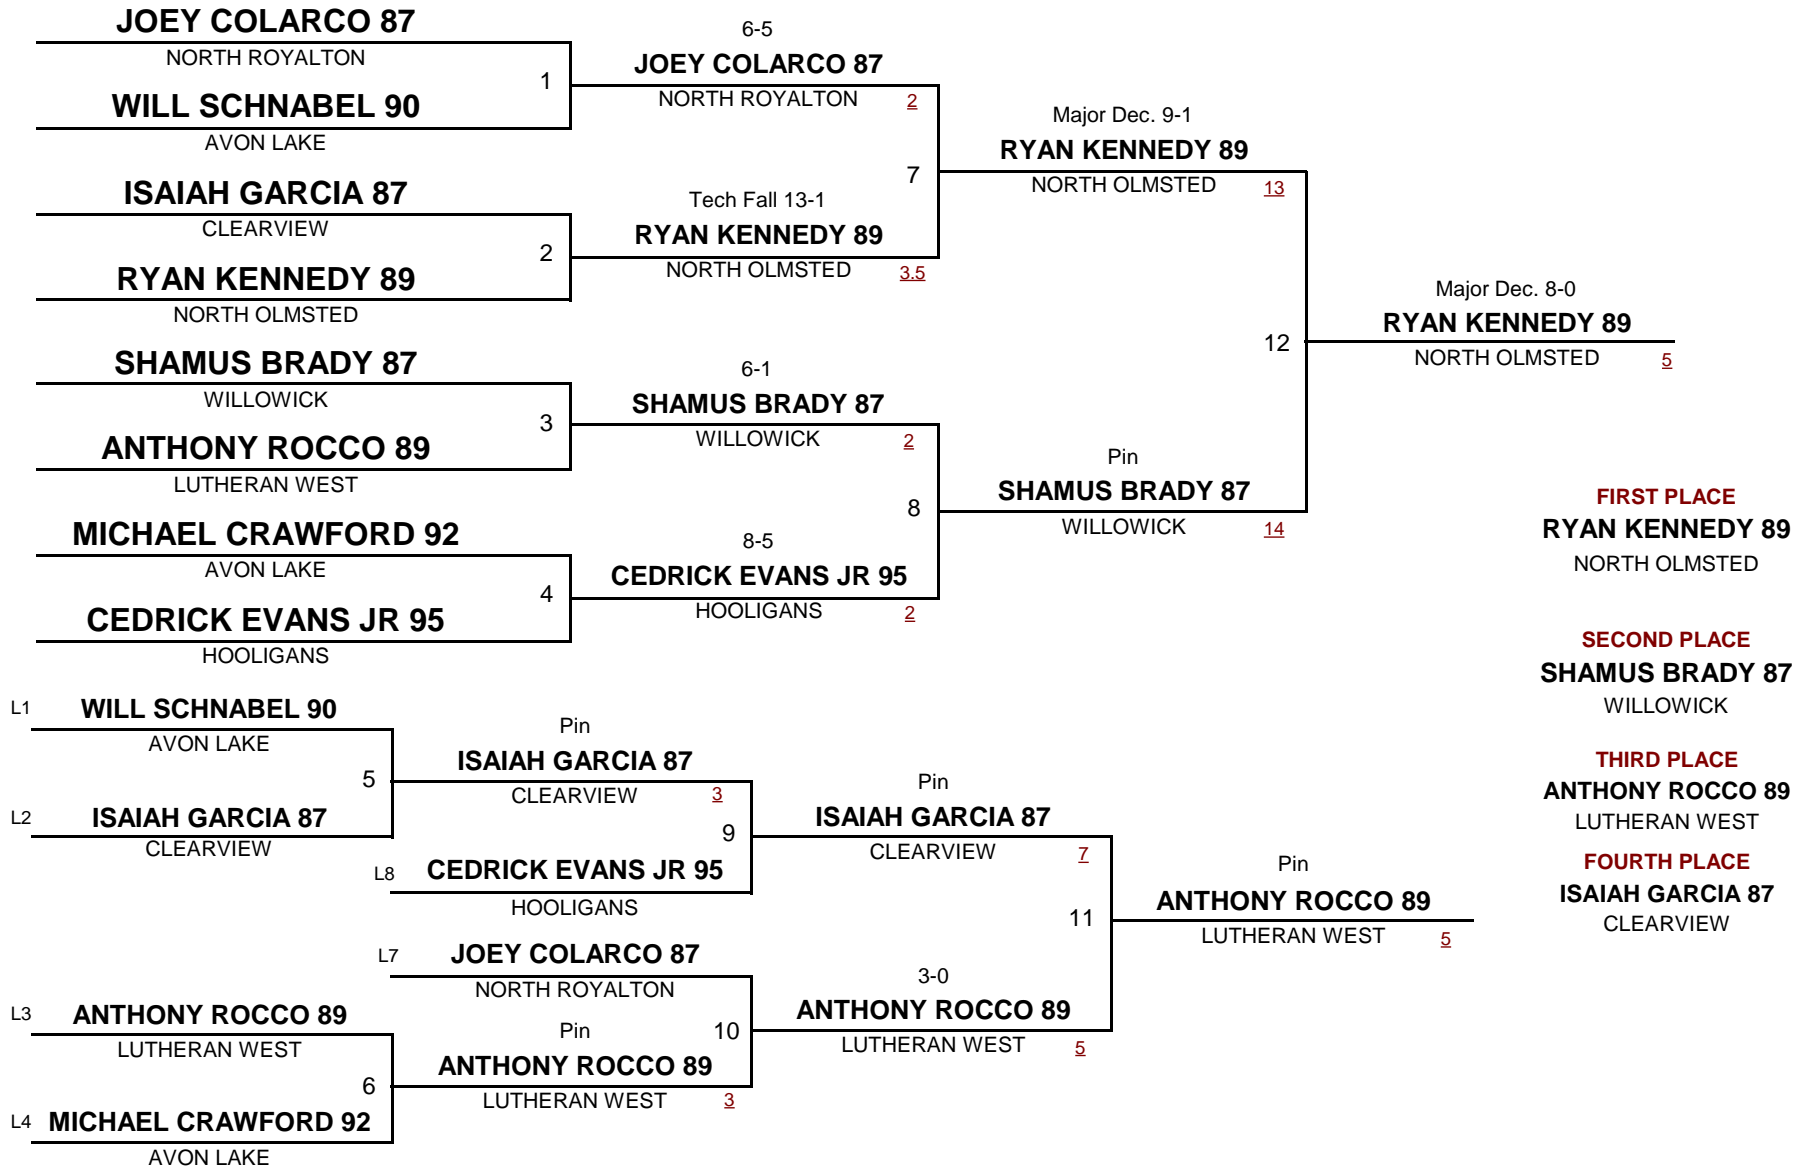 JOEY COLARCO 87
NORTH ROYALTON
1
WILL SCHNABEL 90
AVON LAKE
ISAIAH GARCIA 87
CLEARVIEW
2
RYAN KENNEDY 89
NORTH OLMSTED
SHAMUS BRADY 87
WILLOWICK
3
ANTHONY ROCCO 89
LUTHERAN WEST
MICHAEL CRAWFORD 92
AVON LAKE
4
CEDRICK EVANS JR 95
HOOLIGANS
6-5
JOEY COLARCO 87
NORTH ROYALTON 2
7
Tech Fall 13-1
RYAN KENNEDY 89
NORTH OLMSTED 3.5
6-1
SHAMUS BRADY 87
WILLOWICK 2
8
8-5
CEDRICK EVANS JR 95
HOOLIGANS 2
Major Dec. 9-1
RYAN KENNEDY 89
NORTH OLMSTED 13
12
Pin
SHAMUS BRADY 87
WILLOWICK 14
Major Dec. 8-0
RYAN KENNEDY 89
NORTH OLMSTED 5
FIRST PLACE
RYAN KENNEDY 89
NORTH OLMSTED
SECOND PLACE
SHAMUS BRADY 87
WILLOWICK
THIRD PLACE
ANTHONY ROCCO 89
LUTHERAN WEST
FOURTH PLACE
ISAIAH GARCIA 87
CLEARVIEW
L1 WILL SCHNABEL 90
AVON LAKE
5
L2 ISAIAH GARCIA 87
CLEARVIEW
L3 ANTHONY ROCCO 89
LUTHERAN WEST
6
L4 MICHAEL CRAWFORD 92
AVON LAKE
Pin
ISAIAH GARCIA 87
CLEARVIEW 3
9
L8 CEDRICK EVANS JR 95
HOOLIGANS
L7 JOEY COLARCO 87
NORTH ROYALTON
10
Pin
ANTHONY ROCCO 89
LUTHERAN WEST 3
Pin
ISAIAH GARCIA 87
CLEARVIEW 7
11
3-0
ANTHONY ROCCO 89
LUTHERAN WEST 5
Pin
ANTHONY ROCCO 89
LUTHERAN WEST 5